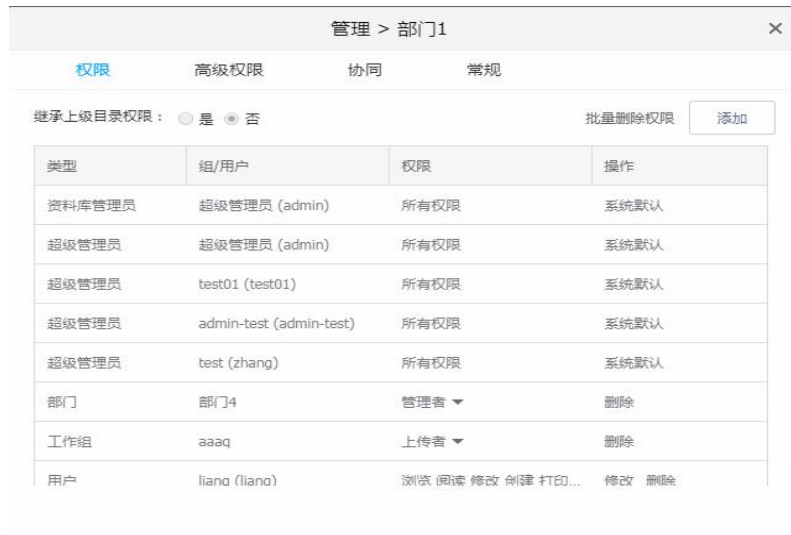 管理 > 部门1 ×
权限 高级权限 协同 常规
继承上级目录权限： 是 否 批量删除权限 添加
类型 组/用户 权限 操作
资料库管理员 超级管理员 (admin) 所有权限 系统默认
超级管理员 超级管理员 (admin) 所有权限 系统默认
超级管理员 test01 (test01) 所有权限 系统默认
超级管理员 admin-test (admin-test) 所有权限 系统默认
超级管理员 test (zhang) 所有权限 系统默认
部门 部门4 管理者 删除
工作组 aaaq 上传者 删除
用户 liang (liang) 浏览 阅读 修改 创建 打印... 修改 删除